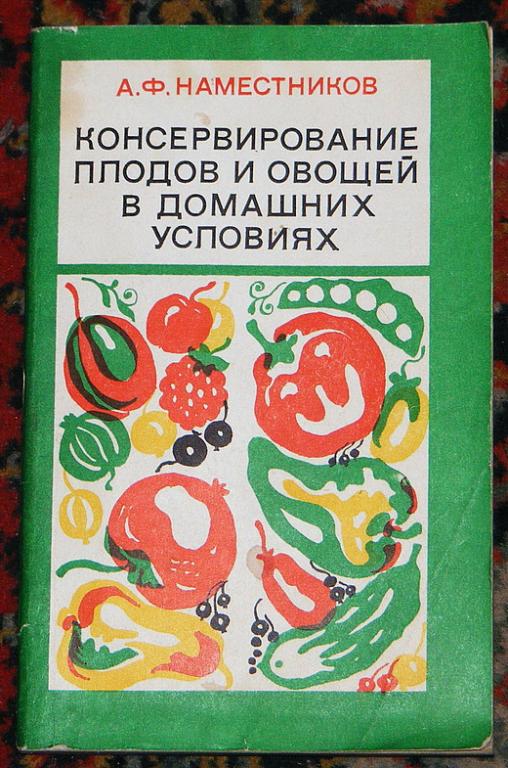 А.Ф. НАМЕСТНИКОВ
КОНСЕРВИРОВАНИЕ
ПЛОДОВ И ОВОЩЕЙ
В ДОМАШНИХ
УСЛОВИЯХ